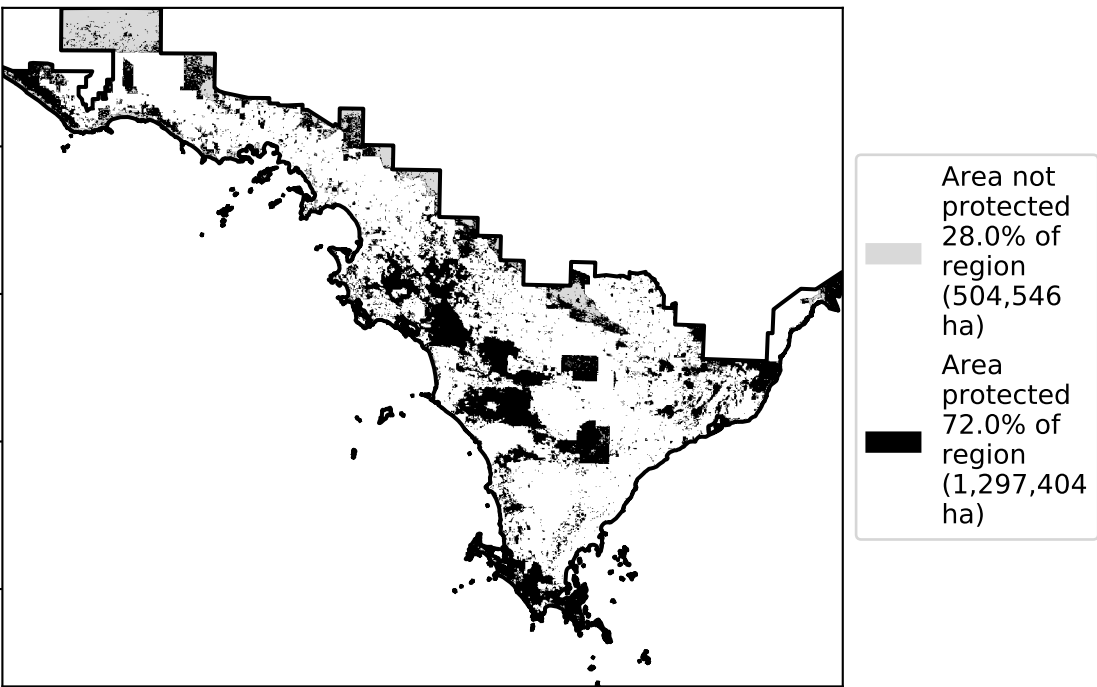 Area not
protected
28.0% of
region
(504,546
ha)
Area
protected
72.0% of
region
(1,297,404
ha)